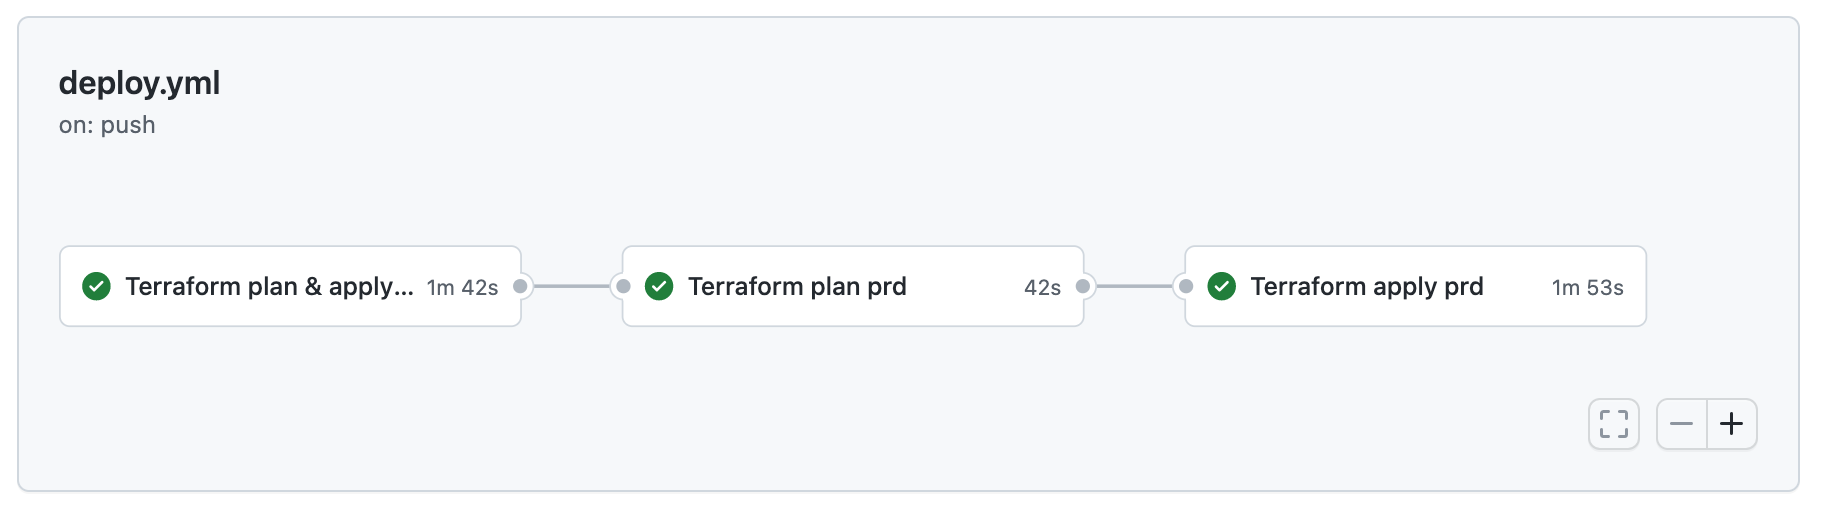 deploy.yml
on: push
Terraform plan & apply... 1m 42s
Terraform plan prd 42s
Terraform apply prd 1m 53s